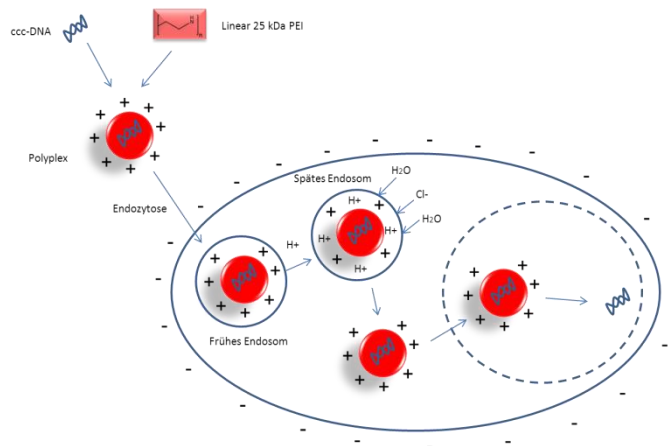 ccc-DNA
Linear 25 kDa PEI
N
H
n
Polyplex
Endozytose
Spätes Endosom
H2O
Cl-
H2O
H+
H+
H+
H+
H+
Frühes Endosom